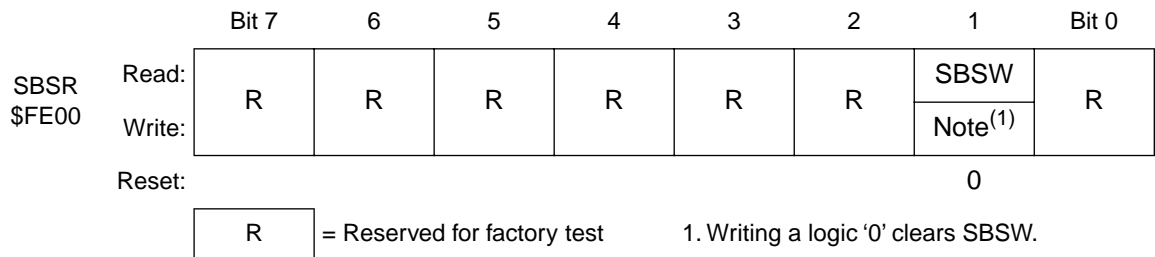 Bit 7 6 5 4 3 2 1 Bit 0
SBSR
$FE00
Read:
Write:
R R R R R R SBSW R
Note(1)
Reset: 0
R = Reserved for factory test 1. Writing a logic ‘0’ clears SBSW.